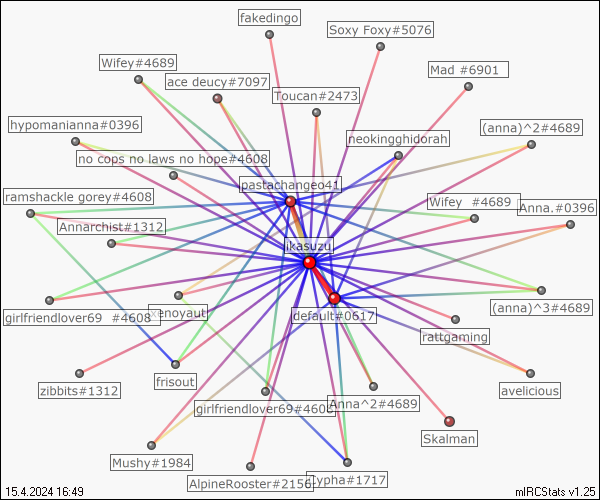 fakedingo
Soxy Foxy#5076
Wifey#4689
Mad #6901
ace deucy#7097
Toucan#2473
hypomanianna#0396
(anna)^2#4689
neokingghidorah
no cops no laws no hope#4608
pastachanged41
ramshackle gorey#4608
Wifey #4689
Anna.#0396
Annarchist#1312
ikasuzu
(anna)^3#4689
xenoyaut
girlfriendlover69 #4608
default#0617
ratgaming
zibbits#1312
frisout
avelicious
girlfriendlover69#4608
Anna^2#4689
Skalman
Mushy#1984
AlpineRooster#2156
Typha#1717
15.4.2024 16:49
mIRCStats v1.25